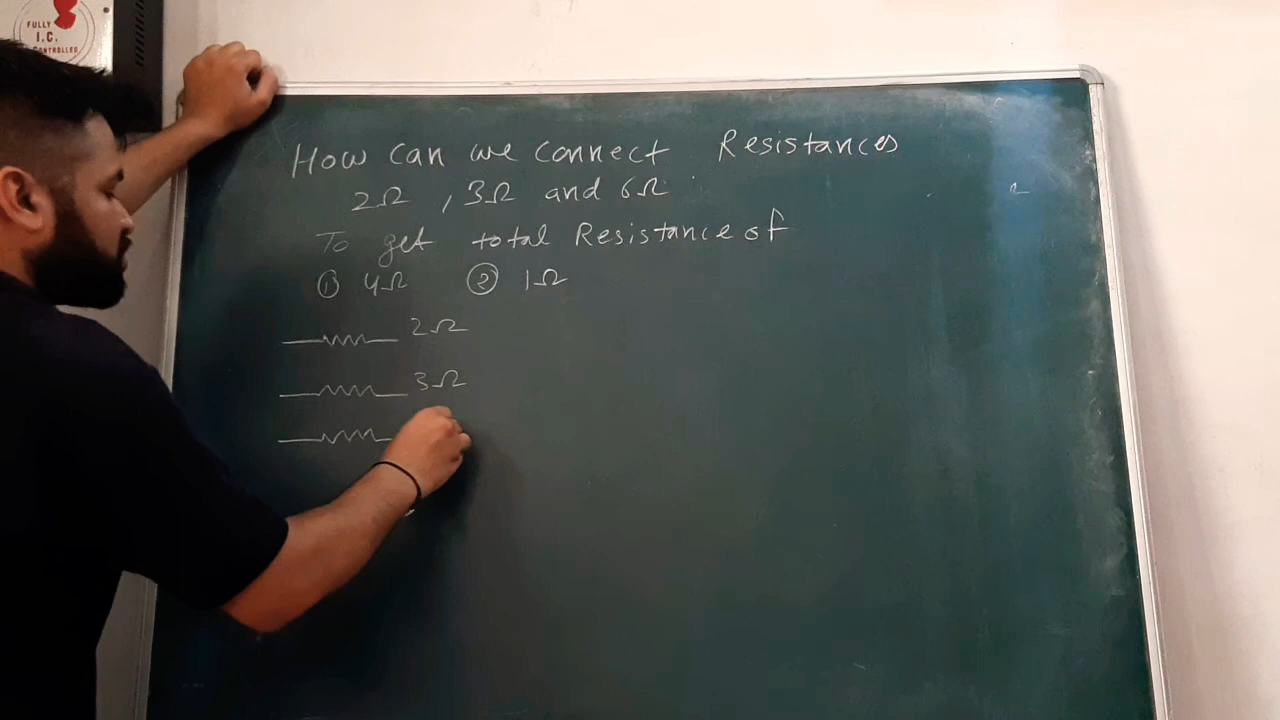 FULLY
I.C.
CONTROLLED
How can we connect Resistances
2Ω, 3Ω and 6Ω
To get total Resistance of
① 4Ω ② 1Ω
2Ω
3Ω